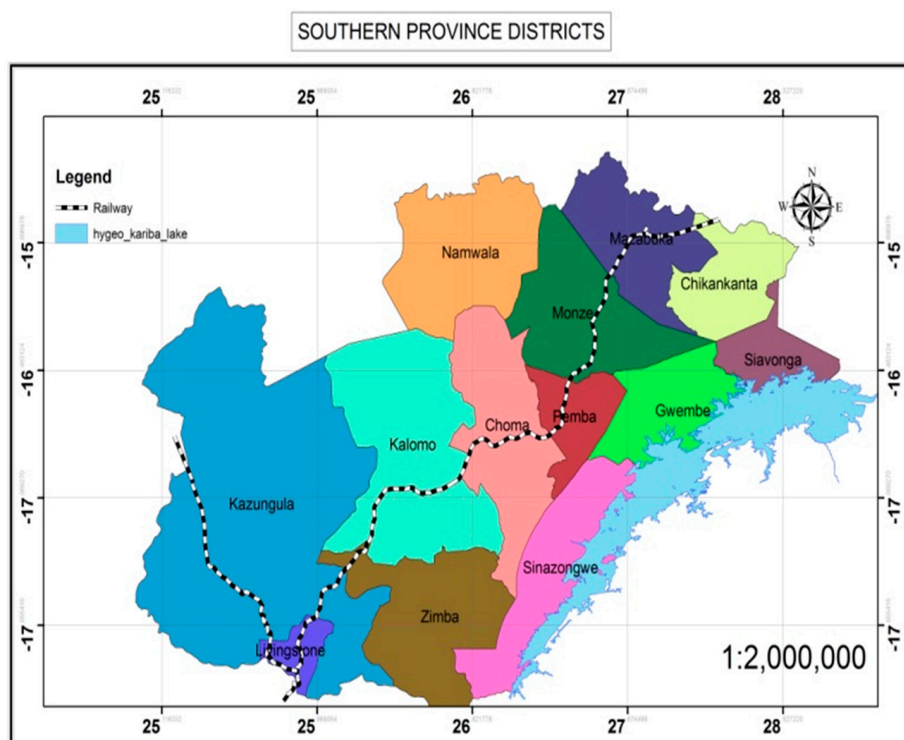 SOUTHERN PROVINCE DISTRICTS
25 25 26 27 28
Legend
Railway
hygeo_kariba_lake
N
W E
S
-15 -15
-16 -16
-17 -17
-17 -17
Namwala
Mazabuka
Chikankanta
Monze
Siavonga
Pemba
Gwembe
Choma
Kalomo
Kazungula
Sinazongwe
Zimba
Livingstone
1:2,000,000
25 25 26 27 28